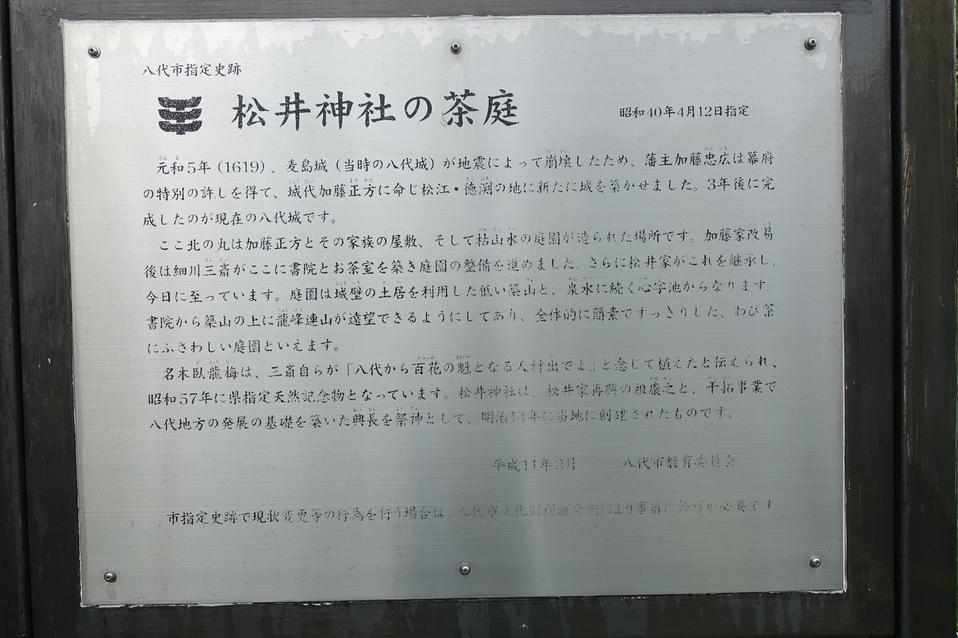 八代市指定史跡
松井神社の茶庭
昭和40年4月12日指定
元和5年（1619）、麦島城（当時の八代城）が地震によって崩壊したため、藩主加藤忠広は幕府
の特別の許しを得て、城代加藤正方に命じ松江・徳渕の地に新たに城を築かせました。3年後に完
成したのが現在の八代城です。
ここ北の丸は加藤正方とその家族の屋敷、そして枯山水の庭園が造られた場所です。加藤家改易
後は細川三斎がここに書院とお茶室を築き庭園の整備を進めました。さらに松井家がこれを継承し、
今日に至っています。庭園は城壁の土居を利用した低い築山と、泉水に続く心字池からなります。
書院から築山の上に龍峰連山が遠望できるようにしてあり、全体的に簡素ですっきりした、わび茶
にふさわしい庭園といえます。
名木臥龍梅は、三斎自らが「八代から百花の魁となる人材出でよ」と念じて植えたと伝えられ、
昭和57年に県指定天然記念物となっています。松井神社は、松井家再興の祖康之と、干拓事業で
八代地方の発展の基礎を築いた興長を祭神として、明治14年に当地に創建されたものです。
平成11年3月　八代市教育委員会
市指定史跡で現状変更等の行為を行う場合は、八代市文化財保護条例により事前に許可が必要です